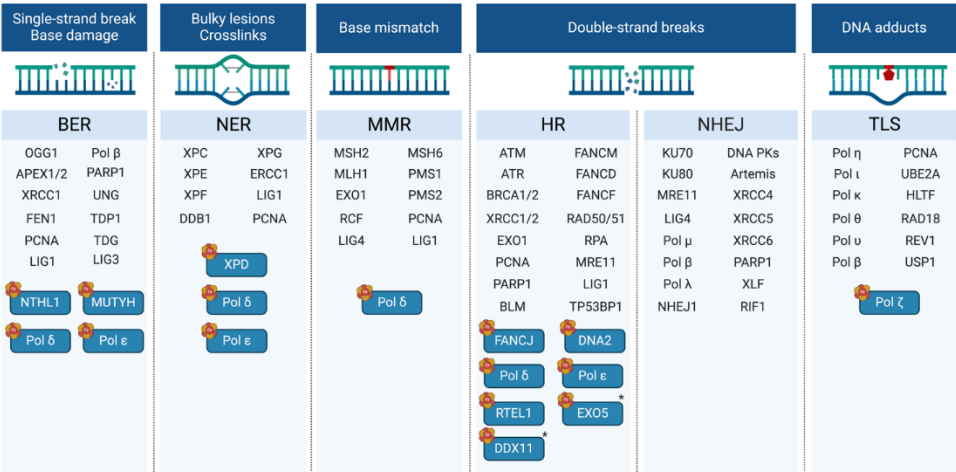 Single-strand break
Base damage
Bulky lesions
Crosslinks
Base mismatch
Double-strand breaks
DNA adducts
BER
OGG1 Pol β
APEX1/2 PARP1
XRCC1 UNG
FEN1 TDP1
PCNA TDG
LIG1 LIG3
NTHL1 MUTYH
Pol δ Pol ε
NER
XPC XPG
XPE ERCC1
XPF LIG1
DDB1 PCNA
XPD
Pol δ
Pol ε
MMR
MSH2 MSH6
MLH1 PMS1
EXO1 PMS2
RCF PCNA
LIG4 LIG1
Pol δ
HR
ATM FANCM
ATR FANCD
BRCA1/2 FANCF
XRCC1/2 RAD50/51
EXO1 RPA
PCNA MRE11
PARP1 LIG1
BLM TP53BP1
FANCJ DNA2
Pol δ Pol ε
RTEL1 EXO5 *
DDX11 *
NHEJ
KU70 DNA PKs
KU80 Artemis
MRE11 XRCC4
LIG4 XRCC5
Pol μ XRCC6
Pol β PARP1
Pol λ XLF
NHEJ1 RIF1
TLS
Pol η PCNA
Pol ι UBE2A
Pol κ HLTF
Pol θ RAD18
Pol υ REV1
Pol β USP1
Pol ζ